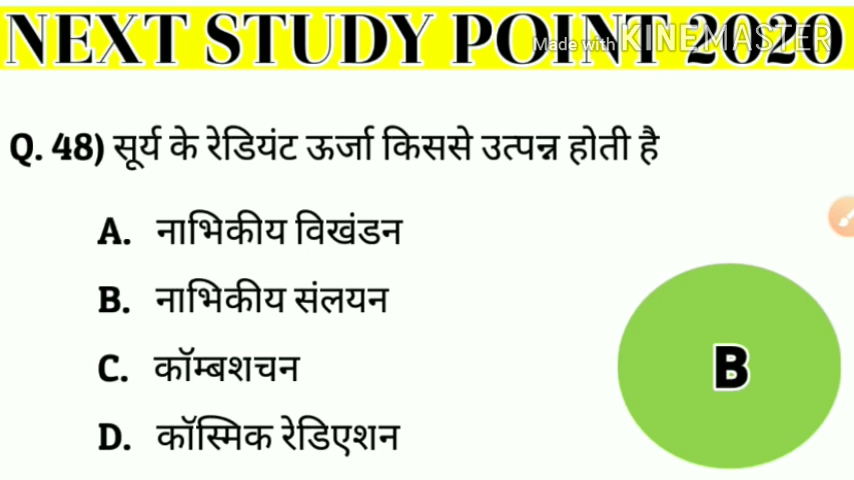 NEXT STUDY POINT 2020
Made with KINEMASTER
Q. 48) सूर्य के रेडियंट ऊर्जा किससे उत्पन्न होती है
A. नाभिकीय विखंडन
B. नाभिकीय संलयन
C. कॉम्बशचन
D. कॉस्मिक रेडिएशन
B